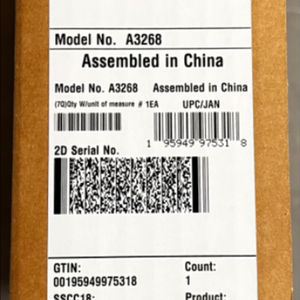 Model No. A3268
Assembled in China
Model No. A3268 Assembled in China
(7Q)Qty W/unit of measure # 1EA UPC/JAN
1 95949 97531 8
2D Serial No.
GTIN: Count:
00195949975318 1
SSCC18: Product: